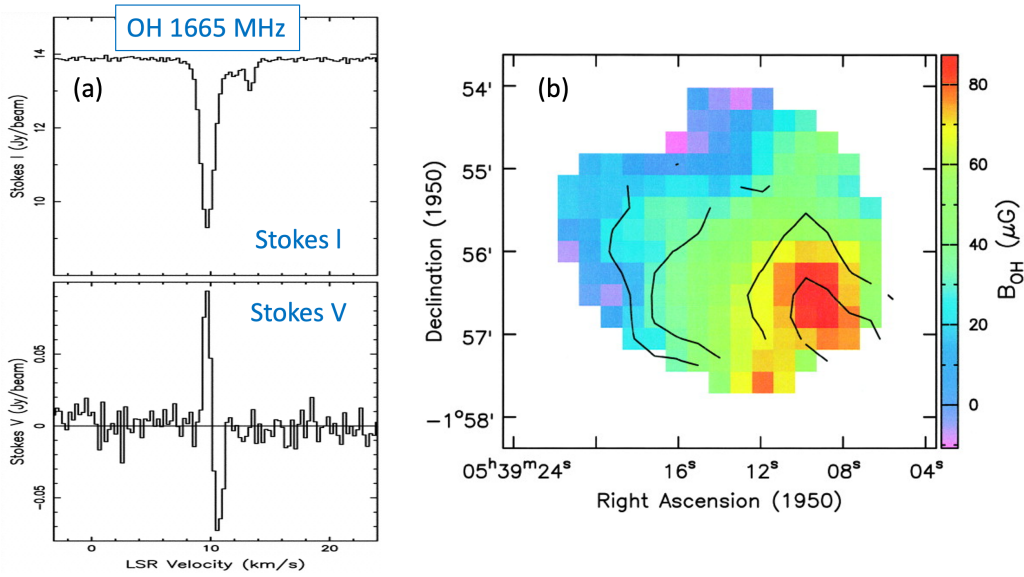 OH 1665 MHz
(a)
14
12
10
Stokes I (Jy/beam)
Stokes I
Stokes V
0.05
0
−0.05
Stokes V (Jy/beam)
0
10
20
LSR Velocity (km/s)
(b)
54'
55'
56'
57'
−1°58'
Declination (1950)
05ʰ39ᵐ24ˢ
16ˢ
12ˢ
08ˢ
04ˢ
Right Ascension (1950)
80
60
40
20
0
B_OH (μG)